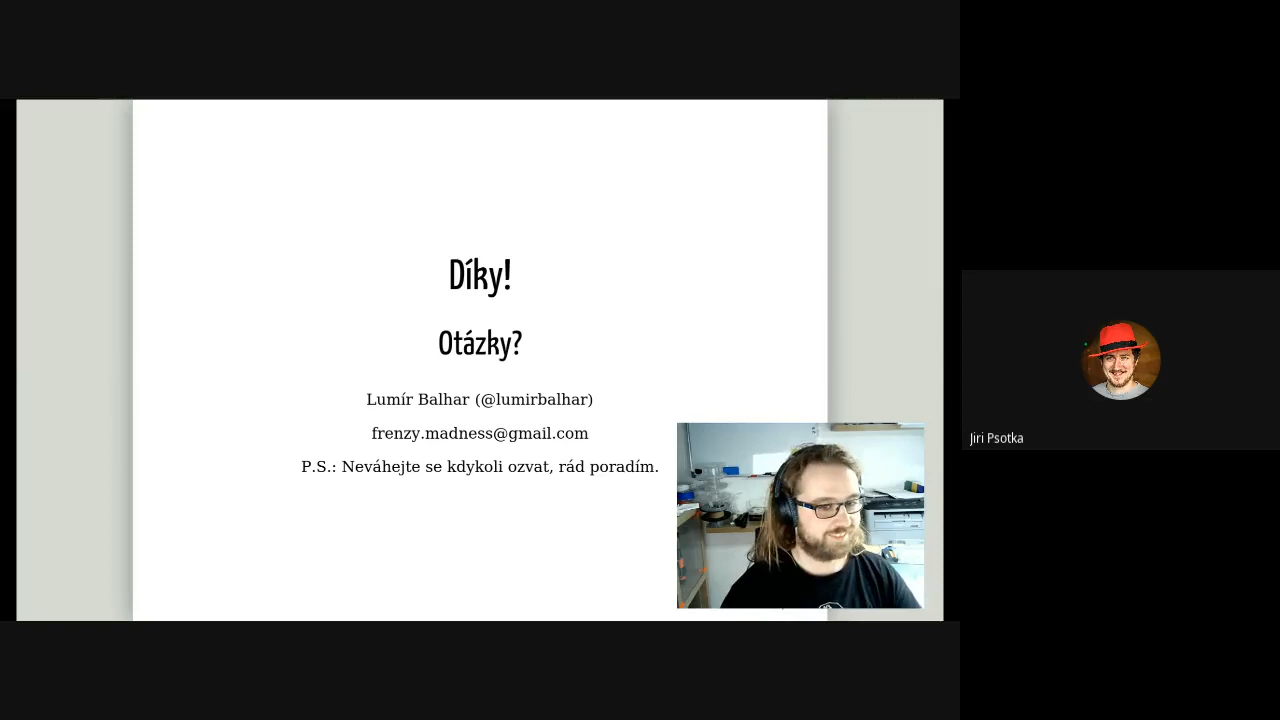 Díky!
Otázky?
Lumír Balhar (@lumirbalhar)
frenzy.madness@gmail.com
P.S.: Neváhejte se kdykoli ozvat, rád poradím.
Jiri Psotka